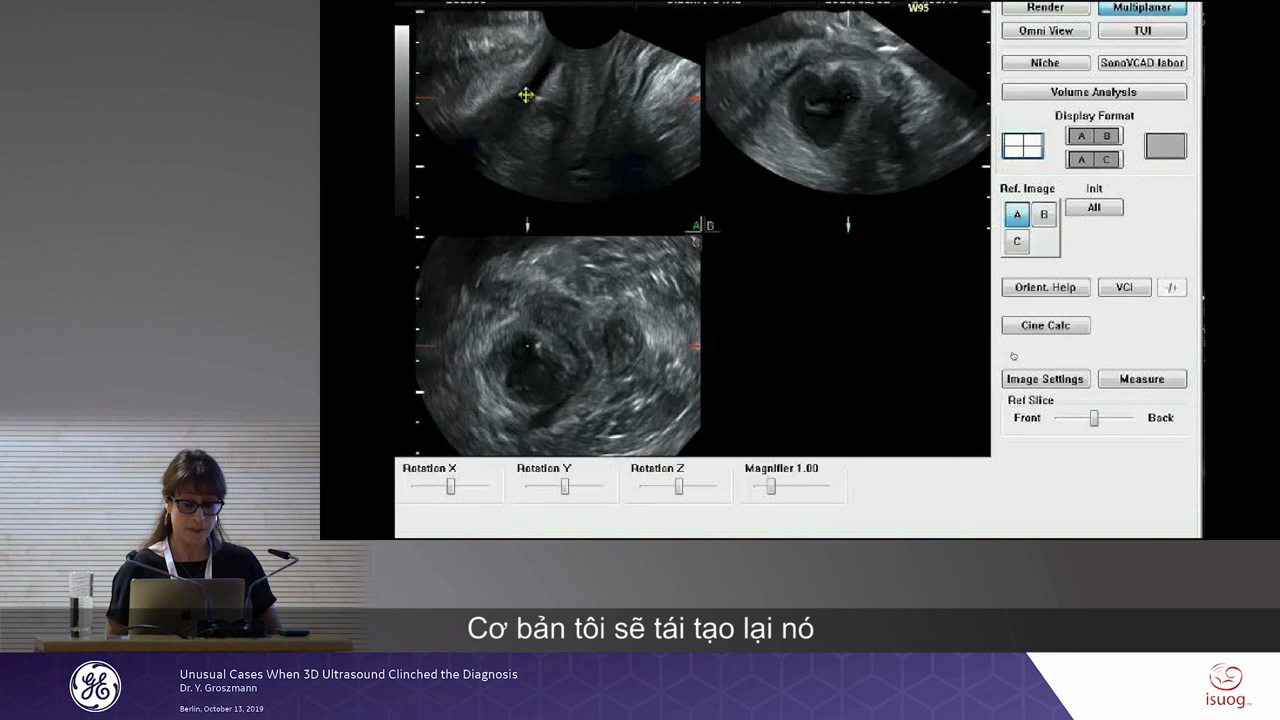 W95
Render
Multiplanar
Omni View
TUI
Niche
SonoVCAD labor
Volume Analysis
Display Format
A B
A C
Ref. Image
Init
A
B
All
C
A B
Orient. Help
VCI
-/+
Cine Calc
Image Settings
Measure
Ref Slice
Front
Back
Rotation X
Rotation Y
Rotation Z
Magnifier 1.00
Cơ bản tôi sẽ tái tạo lại nó
Unusual Cases When 3D Ultrasound Clinched the Diagnosis
Dr. Y. Groszmann
Berlin, October 13, 2019
isuog